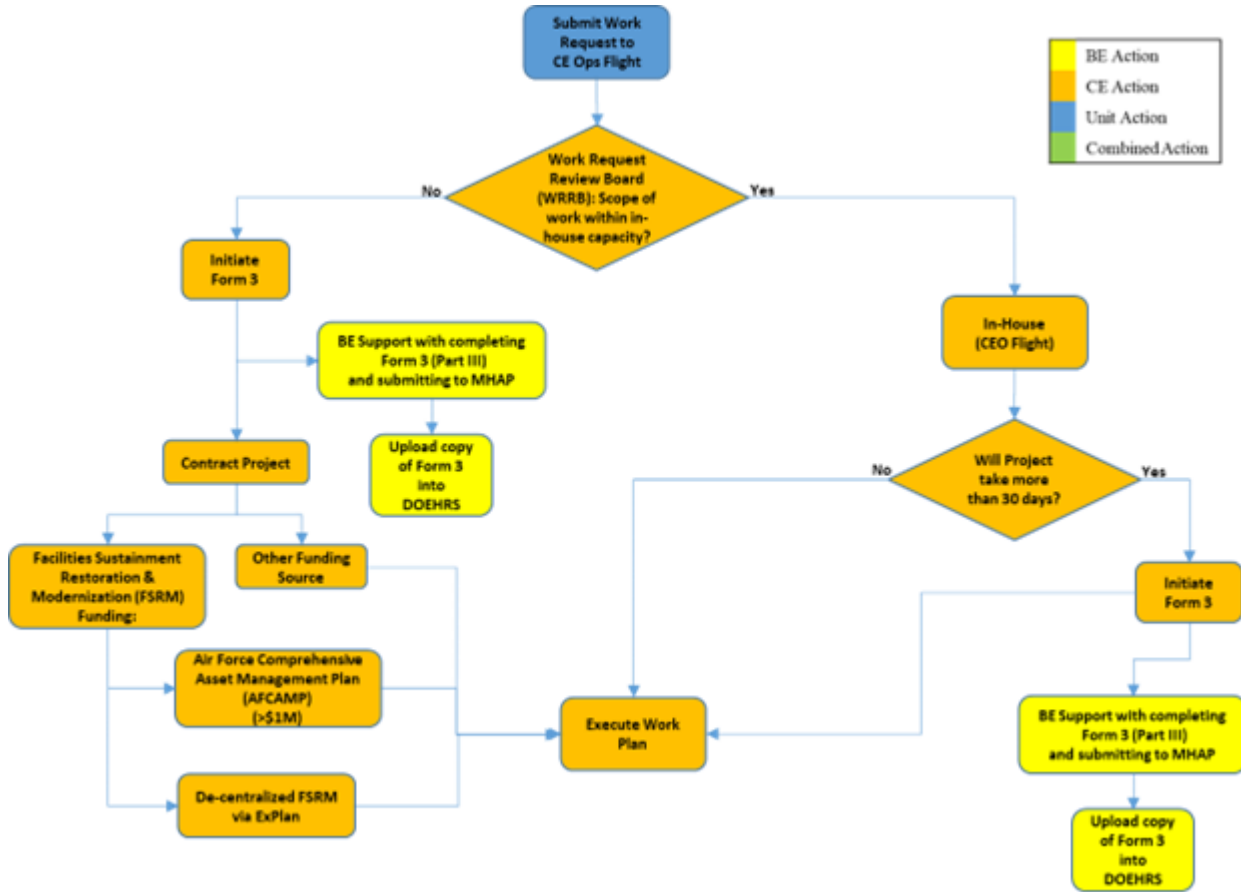 Submit Work
Request to
CE Ops Flight
BE Action
CE Action
Unit Action
Combined Action
Work Request
Review Board
(WRRB): Scope of
work within in-
house capacity?
No
Yes
Initiate
Form 3
In-House
(CEO Flight)
BE Support with completing
Form 3 (Part III)
and submitting to MHAP
Upload copy
of Form 3
into
DOEHRS
Contract Project
Will Project
take more
than 30 days?
No
Yes
Facilities Sustainment
Restoration &
Modernization (FSRM)
Funding:
Other Funding
Source
Initiate
Form 3
Air Force Comprehensive
Asset Management Plan
(AFCAMP)
(>$1M)
Execute Work
Plan
BE Support with completing
Form 3 (Part III)
and submitting to MHAP
De-centralized FSRM
via ExPlan
Upload copy
of Form 3
into
DOEHRS